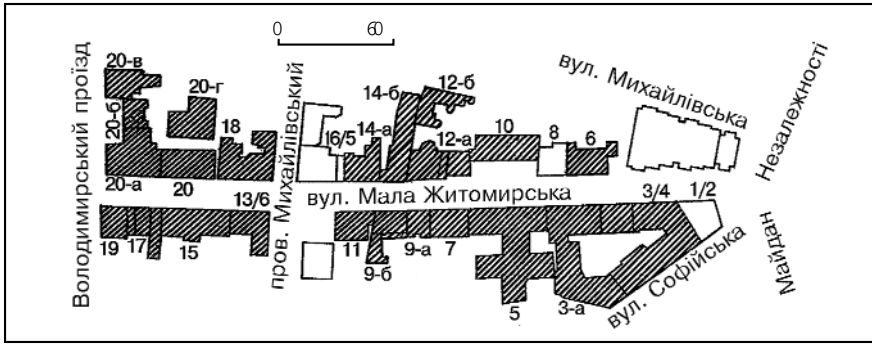 0 60
20-в
20-г
20-б
18
20-а
20
13/6
16/5
14-а
14-б
12-б
12-а
10
8
6
3/4
1/2
19
17
15
11
9-б
9-а
7
5
3-а
Володимирський проїзд
пров. Михайлівський
вул. Мала Житомирська
вул. Михайлівська
вул. Софійська
Майдан Незалежності